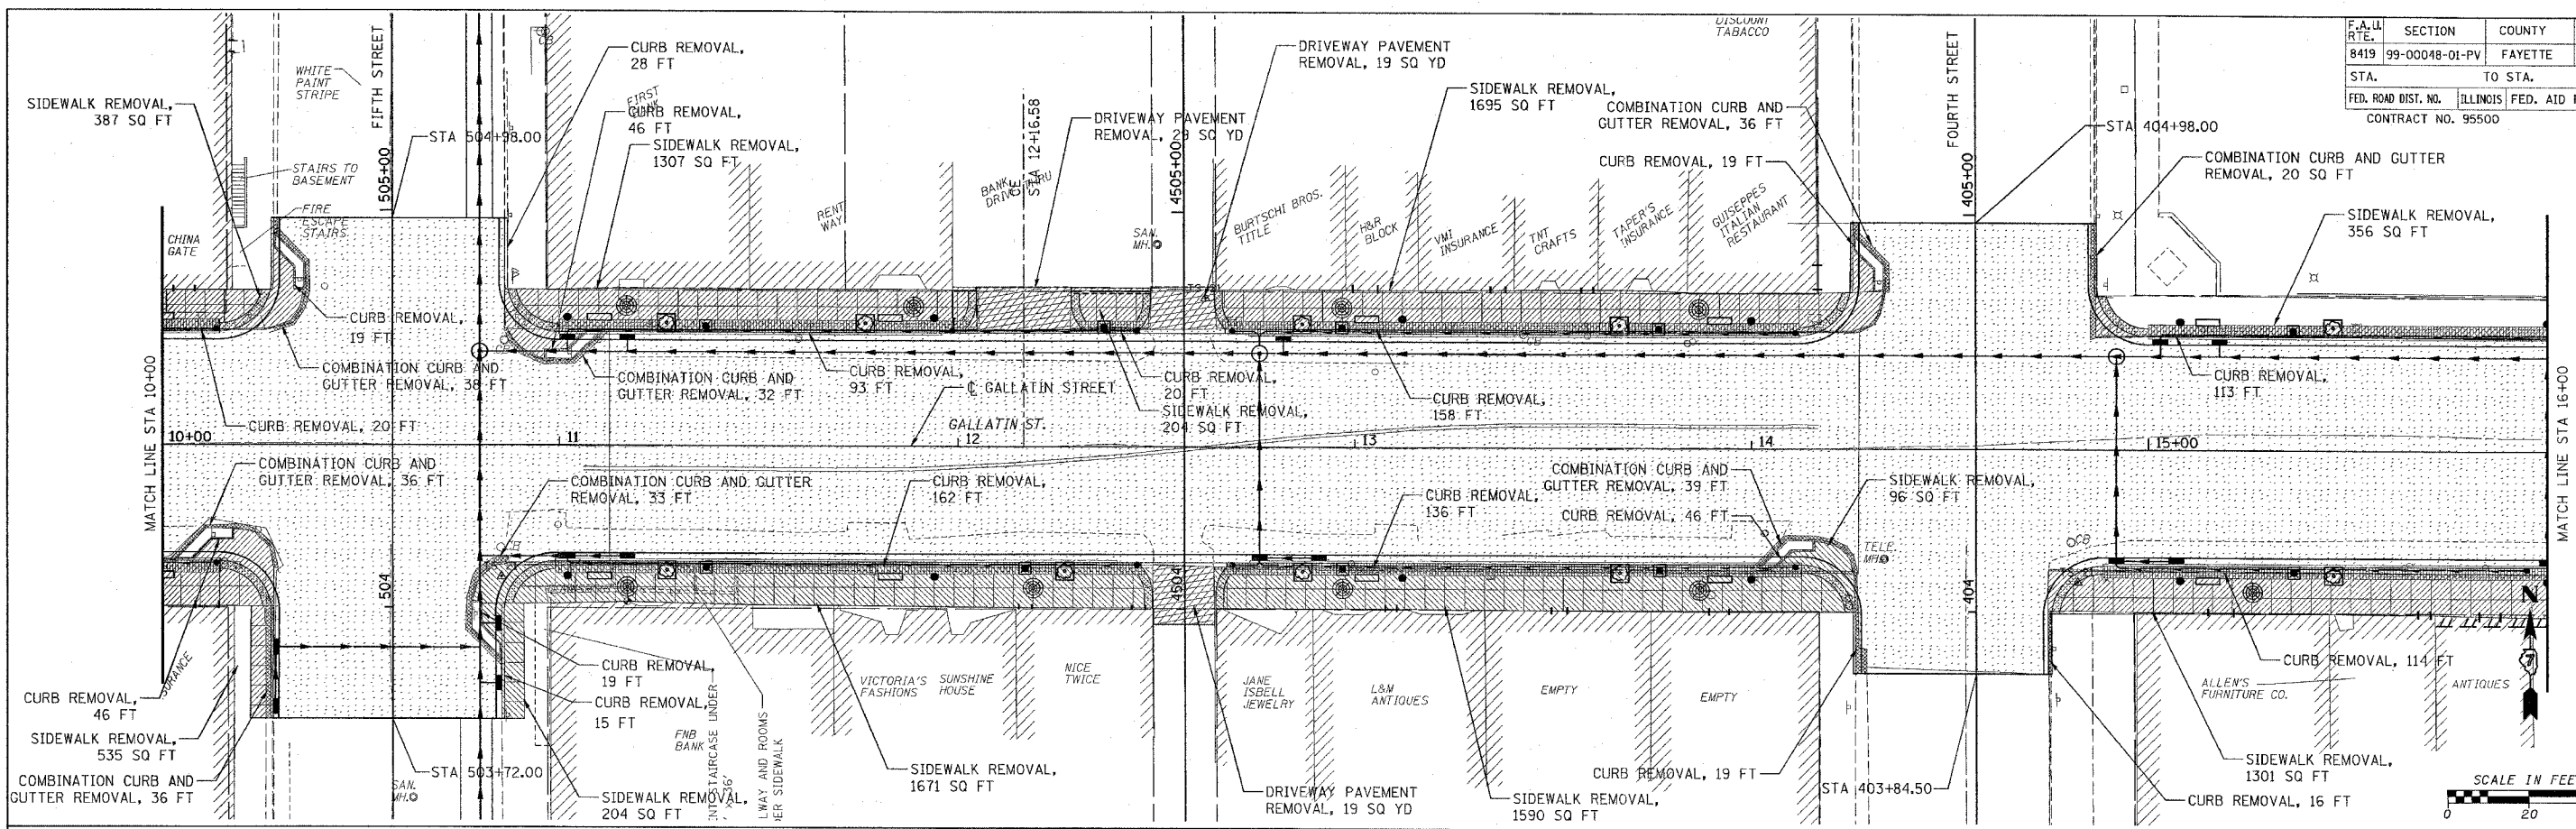 F.A.U. RTE. SECTION COUNTY
8419 99-00048-01-PV FAYETTE
STA. TO STA.
FED. ROAD DIST. NO. ILLINOIS FED. AID
CONTRACT NO. 95500
DISCOUNT
TABACCO
FIFTH STREET
FOURTH STREET
WHITE
PAINT
STRIPE
SIDEWALK REMOVAL,
387 SQ FT
STAIRS TO
BASEMENT
FIRE
ESCAPE
STAIRS
CHINA
GATE
505+00
STA 504+98.00
CURB REMOVAL,
28 FT
FIRST
BANK
CURB REMOVAL,
46 FT
SIDEWALK REMOVAL,
1307 SQ FT
RENT
WAY
BANK
DRIVE THRU
STA 12+16.58
DRIVEWAY PAVEMENT
REMOVAL, 29 SQ YD
DRIVEWAY PAVEMENT
REMOVAL, 19 SQ YD
4505+00
SAN.
MH.
BURTSCHI BROS.
TITLE
H&R
BLOCK
VMI
INSURANCE
TNT
CRAFTS
TAPER'S
INSURANCE
GUISEPPES
ITALIAN
RESTAURANT
SIDEWALK REMOVAL,
1695 SQ FT
COMBINATION CURB AND
GUTTER REMOVAL, 36 FT
CURB REMOVAL, 19 FT
405+00
STA 404+98.00
COMBINATION CURB AND GUTTER
REMOVAL, 20 SQ FT
SIDEWALK REMOVAL,
356 SQ FT
CURB REMOVAL,
19 FT
COMBINATION CURB AND
GUTTER REMOVAL, 38 FT
CURB REMOVAL, 20 FT
COMBINATION CURB AND
GUTTER REMOVAL, 32 FT
CURB REMOVAL,
93 FT
℄ GALLATIN STREET
GALLATIN ST.
CURB REMOVAL,
20 FT
SIDEWALK REMOVAL,
204 SQ FT
CURB REMOVAL,
158 FT
CURB REMOVAL,
113 FT
MATCH LINE STA 10+00
MATCH LINE STA 16+00
10+00 11 12 13 14 15+00
COMBINATION CURB AND
GUTTER REMOVAL, 36 FT
COMBINATION CURB AND GUTTER
REMOVAL, 33 FT
CURB REMOVAL,
162 FT
CURB REMOVAL,
136 FT
COMBINATION CURB AND
GUTTER REMOVAL, 39 FT
CURB REMOVAL, 46 FT
SIDEWALK REMOVAL,
96 SQ FT
TELE.
MH
CB
504
4504
404
N
CURB REMOVAL,
46 FT
SIDEWALK REMOVAL,
535 SQ FT
COMBINATION CURB AND
GUTTER REMOVAL, 36 FT
SAN.
MH.
STA 503+72.00
CURB REMOVAL,
19 FT
CURB REMOVAL,
15 FT
FNB
BANK
SIDEWALK REMOVAL,
204 SQ FT
VICTORIA'S
FASHIONS
SUNSHINE
HOUSE
NICE
TWICE
SIDEWALK REMOVAL,
1671 SQ FT
JANE
ISBELL
JEWELRY
L&M
ANTIQUES
EMPTY
EMPTY
DRIVEWAY PAVEMENT
REMOVAL, 19 SQ YD
SIDEWALK REMOVAL,
1590 SQ FT
CURB REMOVAL, 19 FT
STA 403+84.50
CURB REMOVAL, 114 FT
ALLEN'S
FURNITURE CO.
ANTIQUES
SIDEWALK REMOVAL,
1301 SQ FT
CURB REMOVAL, 16 FT
SCALE IN FEET
0 20